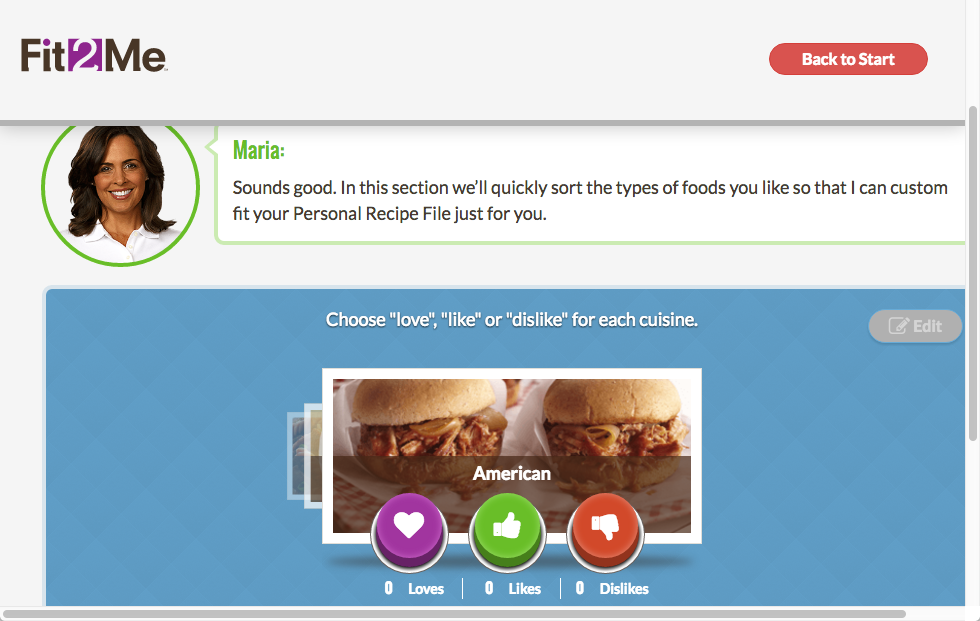 Fit2Me
Back to Start
Maria:
Sounds good. In this section we’ll quickly sort the types of foods you like so that I can custom
fit your Personal Recipe File just for you.
Choose "love", "like" or "dislike" for each cuisine.
Edit
American
0 Loves 0 Likes 0 Dislikes